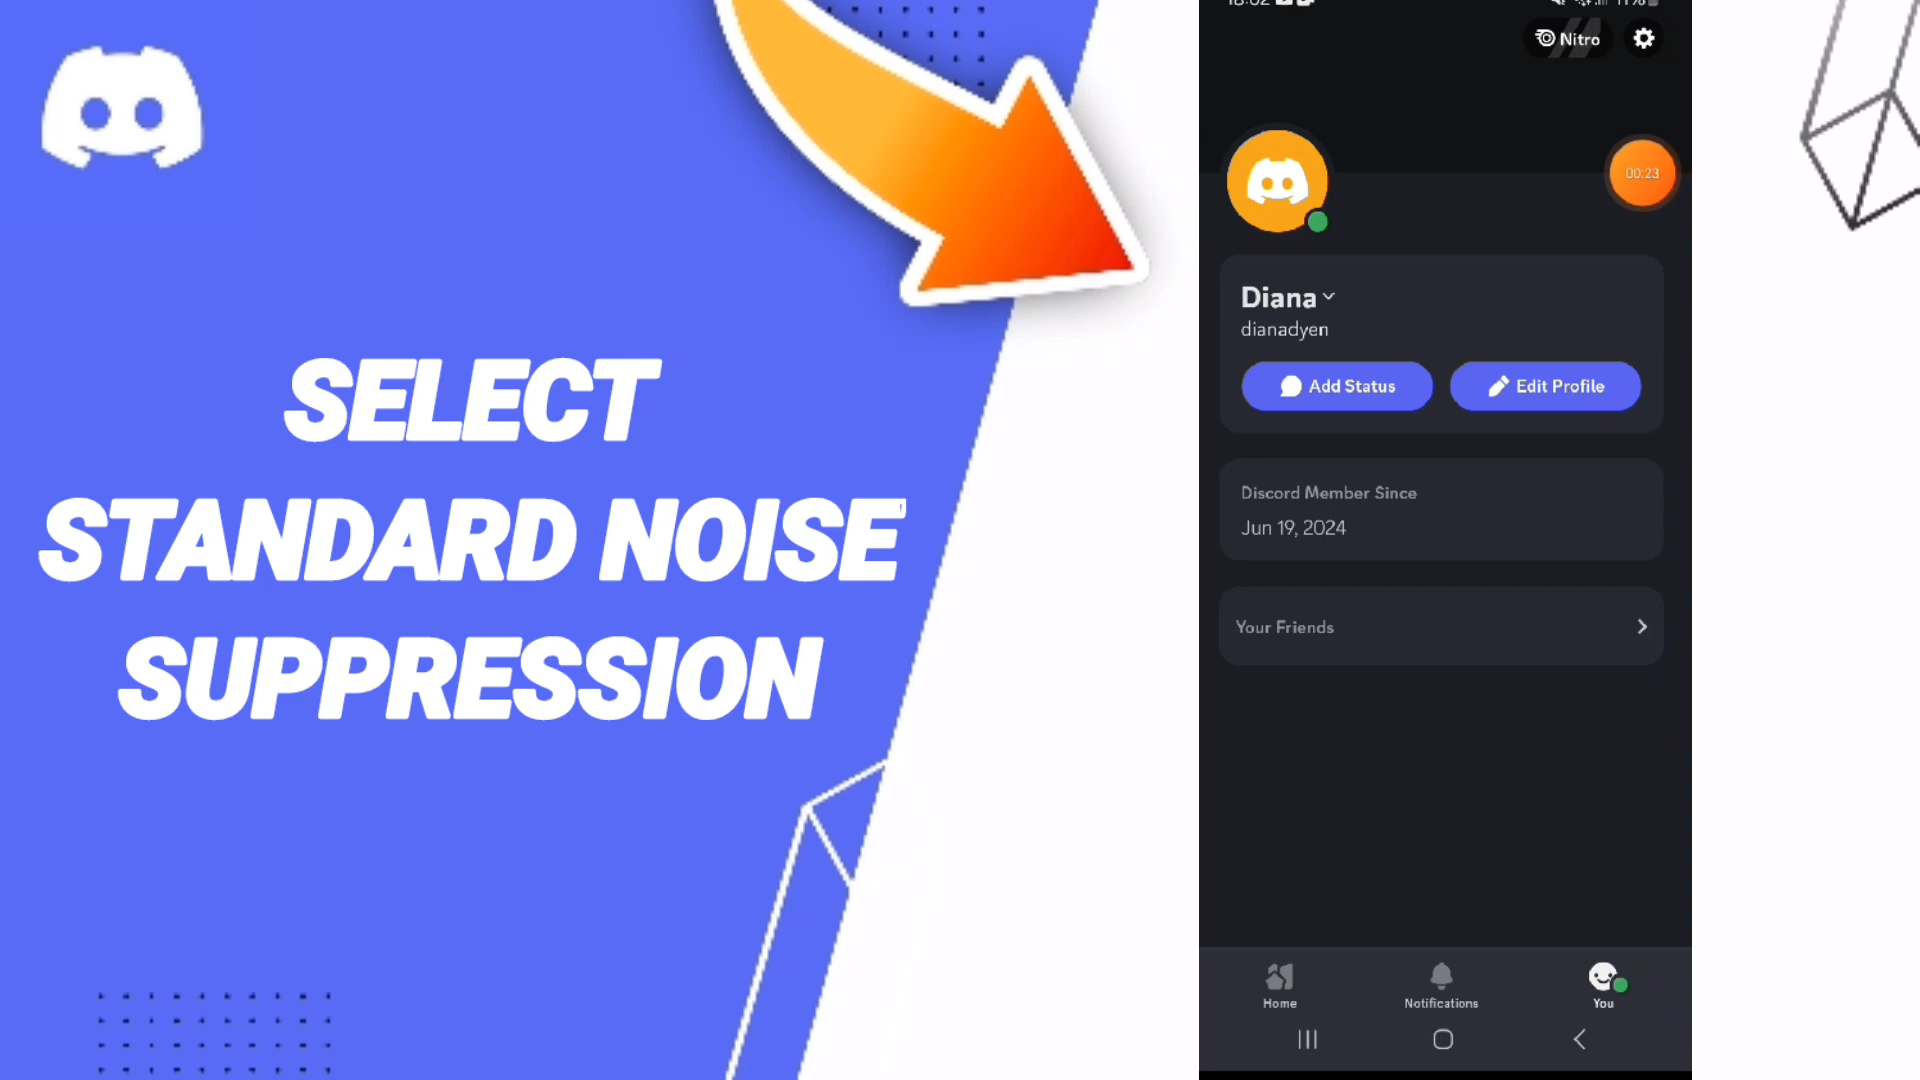 SELECT
STANDARD NOISE
SUPPRESSION
Nitro
00:23
Diana
dianadyen
Add Status
Edit Profile
Discord Member Since
Jun 19, 2024
Your Friends
Home
Notifications
You